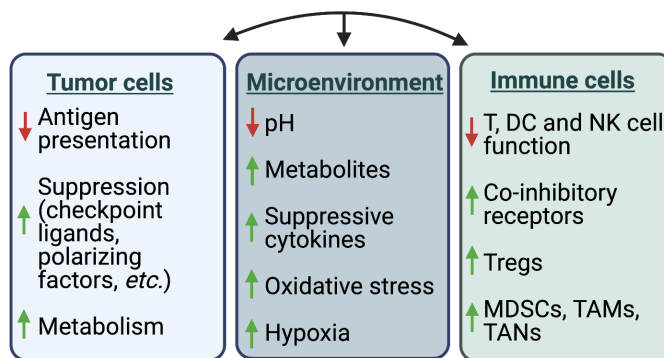 Tumor cells
Antigen
presentation
Suppression
(checkpoint
ligands,
polarizing
factors, etc.)
Metabolism
Microenvironment
pH
Metabolites
Suppressive
cytokines
Oxidative stress
Hypoxia
Immune cells
T, DC and NK cell
function
Co-inhibitory
receptors
Tregs
MDSCs, TAMs,
TANs